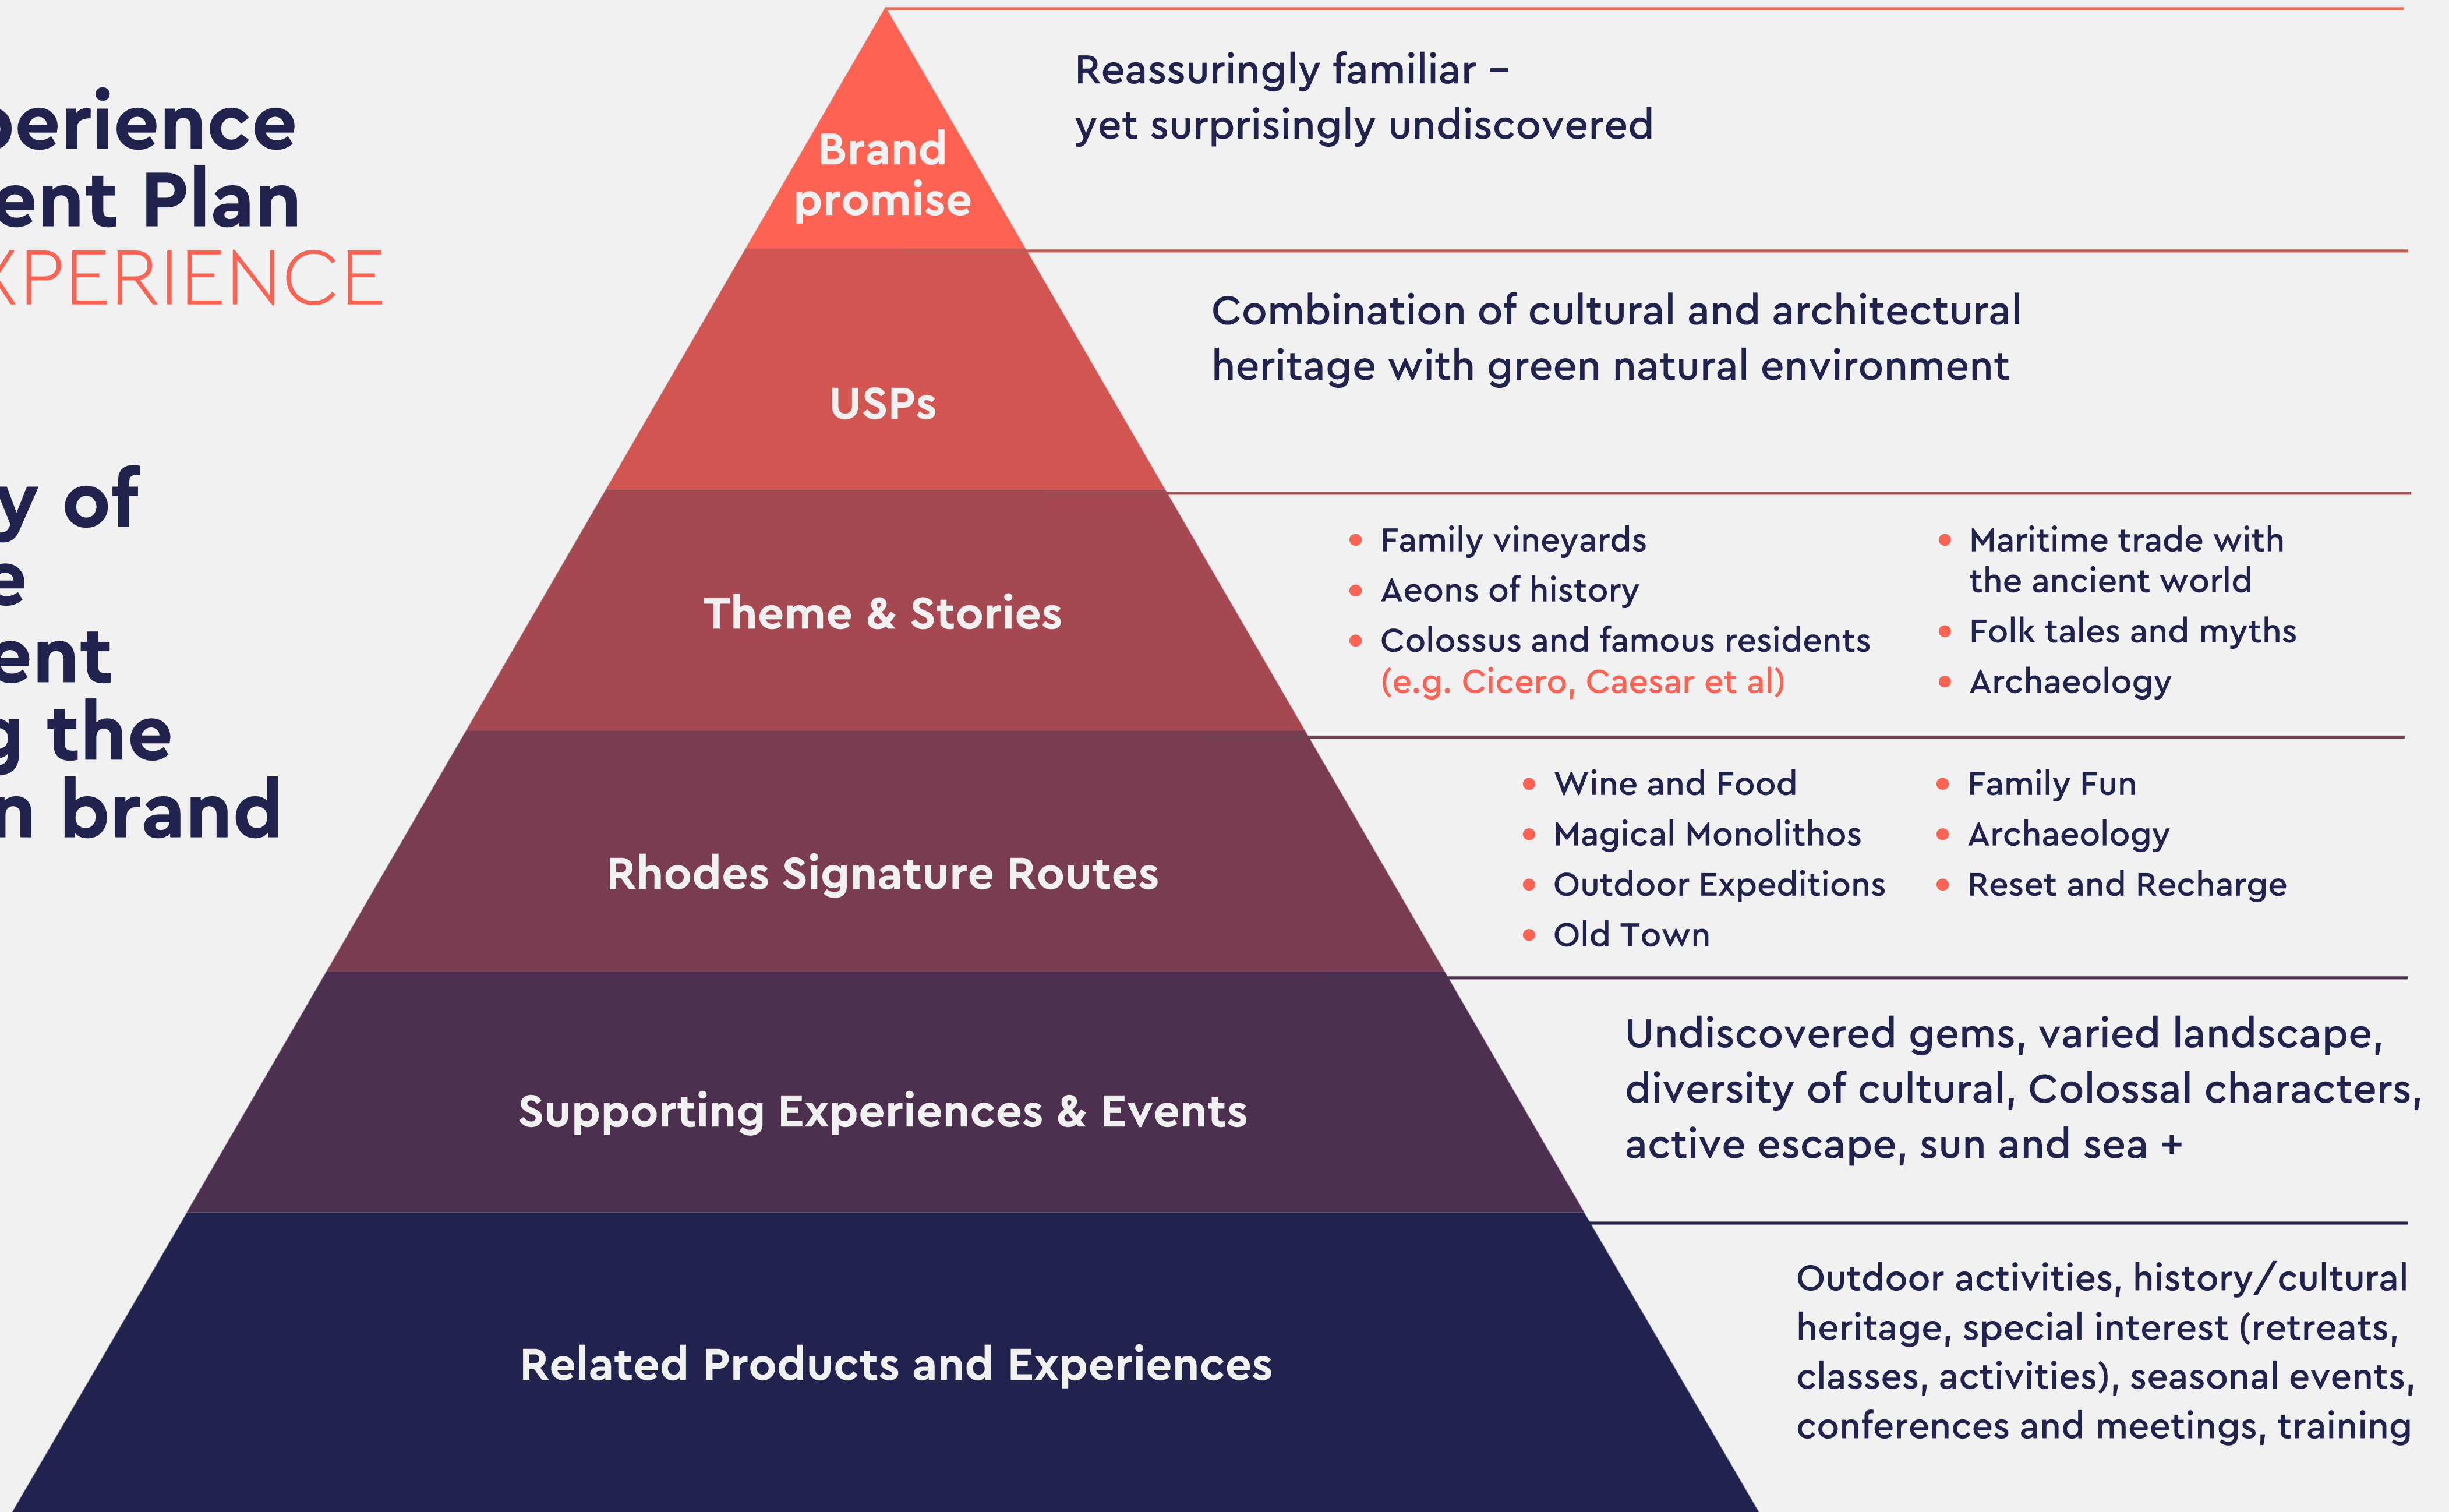 perience
ent Plan
XPERIENCE
y of
e
ent
g the
n brand
Brand
promise
Reassuringly familiar –
yet surprisingly undiscovered
USPs
Combination of cultural and architectural
heritage with green natural environment
Theme & Stories
• Family vineyards
• Aeons of history
• Colossus and famous residents
(e.g. Cicero, Caesar et al)
• Maritime trade with
the ancient world
• Folk tales and myths
• Archaeology
Rhodes Signature Routes
• Wine and Food
• Magical Monolithos
• Outdoor Expeditions
• Old Town
• Family Fun
• Archaeology
• Reset and Recharge
Supporting Experiences & Events
Undiscovered gems, varied landscape,
diversity of cultural, Colossal characters,
active escape, sun and sea +
Related Products and Experiences
Outdoor activities, history/cultural
heritage, special interest (retreats,
classes, activities), seasonal events,
conferences and meetings, training